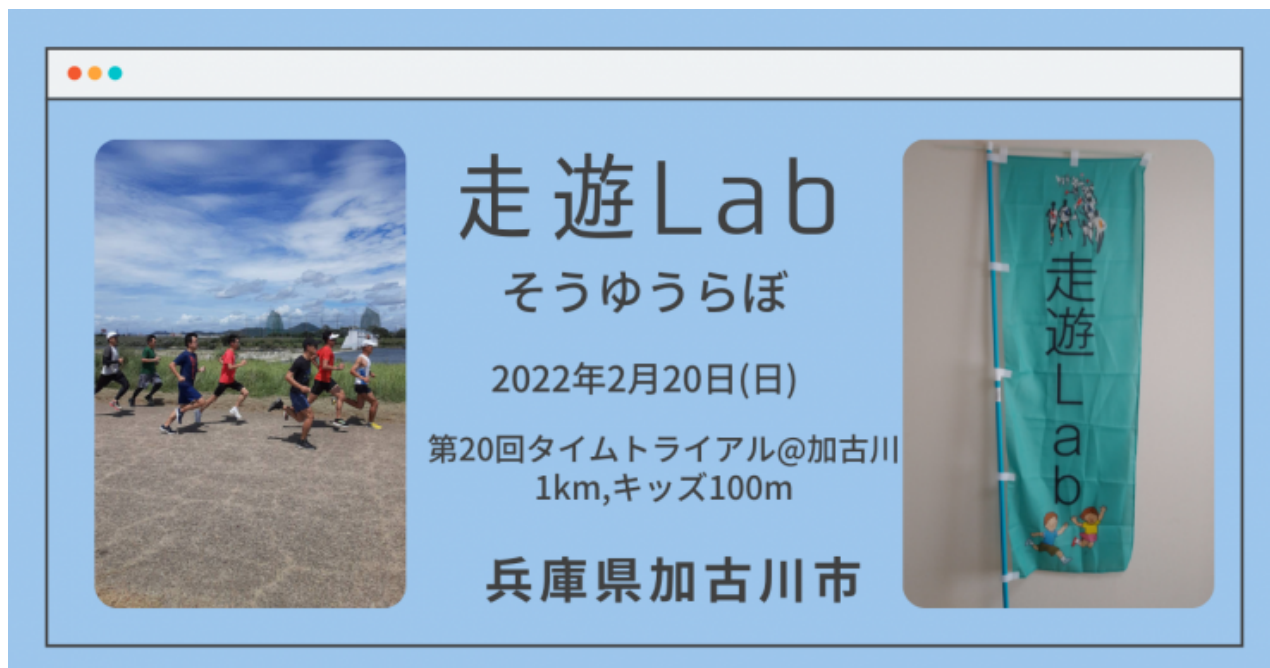 走遊Lab
そうゆうらぼ
2022年2月20日(日)
第20回タイムトライアル@加古川
1km,キッズ100m
兵庫県加古川市
走遊Lab